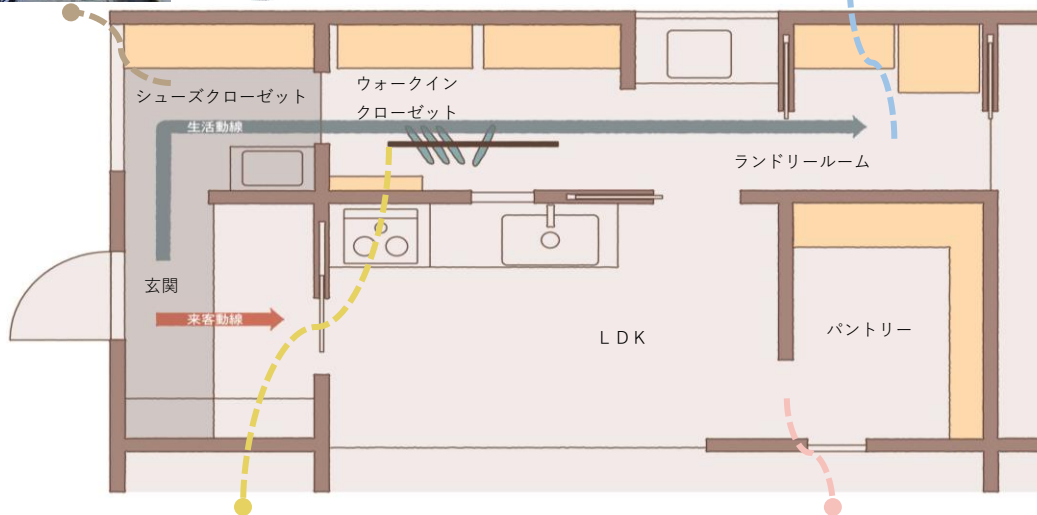 シューズクローゼット
ウォークイン
クローゼット
生活動線
ランドリールーム
玄関
来客動線
ＬＤＫ
パントリー